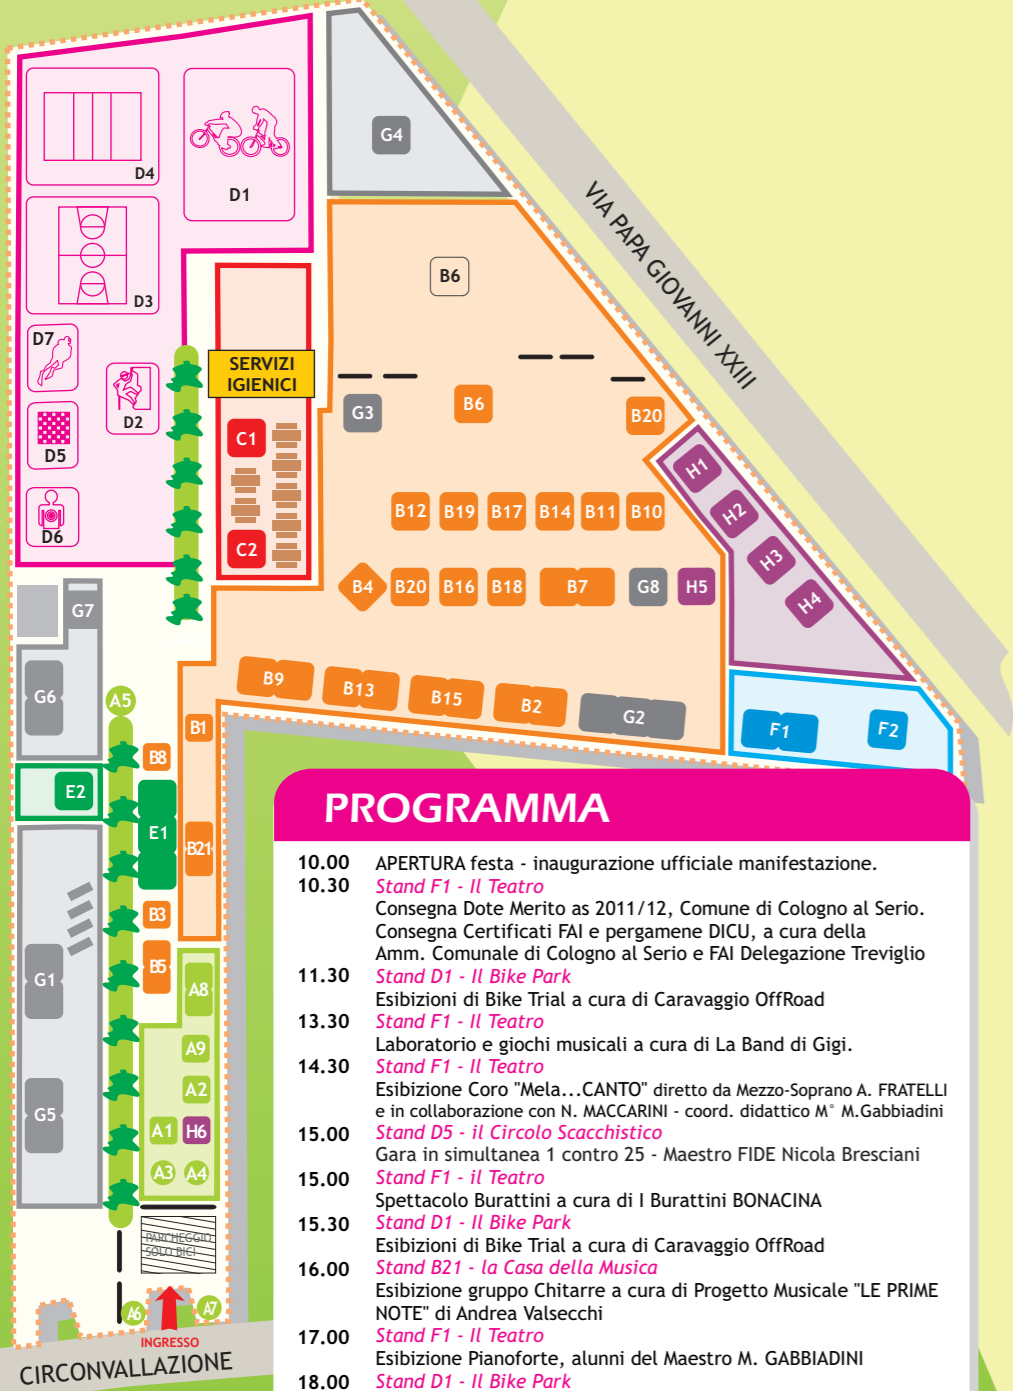 G4
D4
D1
VIA PAPA GIOVANNI XXIII
D3
B6
D7
D2
SERVIZI
IGIENICI
G3
B6
B20
D5
C1
H1
D6
B12
B19
B17
B14
B11
B10
H2
C2
H3
B4
B20
B16
B18
B7
G8
H5
H4
G7
G6
A5
B9
B13
B15
B2
G2
F1
F2
B1
B8
E2
E1
B21
B3
B5
G1
A8
A9
A2
G5
A1
H6
A3
A4
PARCHEGGIO
SOLO BICI
A6
A7
INGRESSO
CIRCONVALLAZIONE
PROGRAMMA
10.00 APERTURA festa - inaugurazione ufficiale manifestazione.
10.30 Stand F1 - Il Teatro
Consegna Dote Merito as 2011/12, Comune di Cologno al Serio.
Consegna Certificati FAI e pergamene DICU, a cura della
Amm. Comunale di Cologno al Serio e FAI Delegazione Treviglio
11.30 Stand D1 - Il Bike Park
Esibizioni di Bike Trial a cura di Caravaggio OffRoad
13.30 Stand F1 - Il Teatro
Laboratorio e giochi musicali a cura di La Band di Gigi.
14.30 Stand F1 - Il Teatro
Esibizione Coro "Mela...CANTO" diretto da Mezzo-Soprano A. FRATELLI
e in collaborazione con N. MACCARINI - coord. didattico M° M.Gabbiadini
15.00 Stand D5 - il Circolo Scacchistico
Gara in simultanea 1 contro 25 - Maestro FIDE Nicola Bresciani
15.00 Stand F1 - il Teatro
Spettacolo Burattini a cura di I Burattini BONACINA
15.30 Stand D1 - Il Bike Park
Esibizioni di Bike Trial a cura di Caravaggio OffRoad
16.00 Stand B21 - la Casa della Musica
Esibizione gruppo Chitarre a cura di Progetto Musicale "LE PRIME
NOTE" di Andrea Valsecchi
17.00 Stand F1 - Il Teatro
Esibizione Pianoforte, alunni del Maestro M. GABBIADINI
18.00 Stand D1 - Il Bike Park